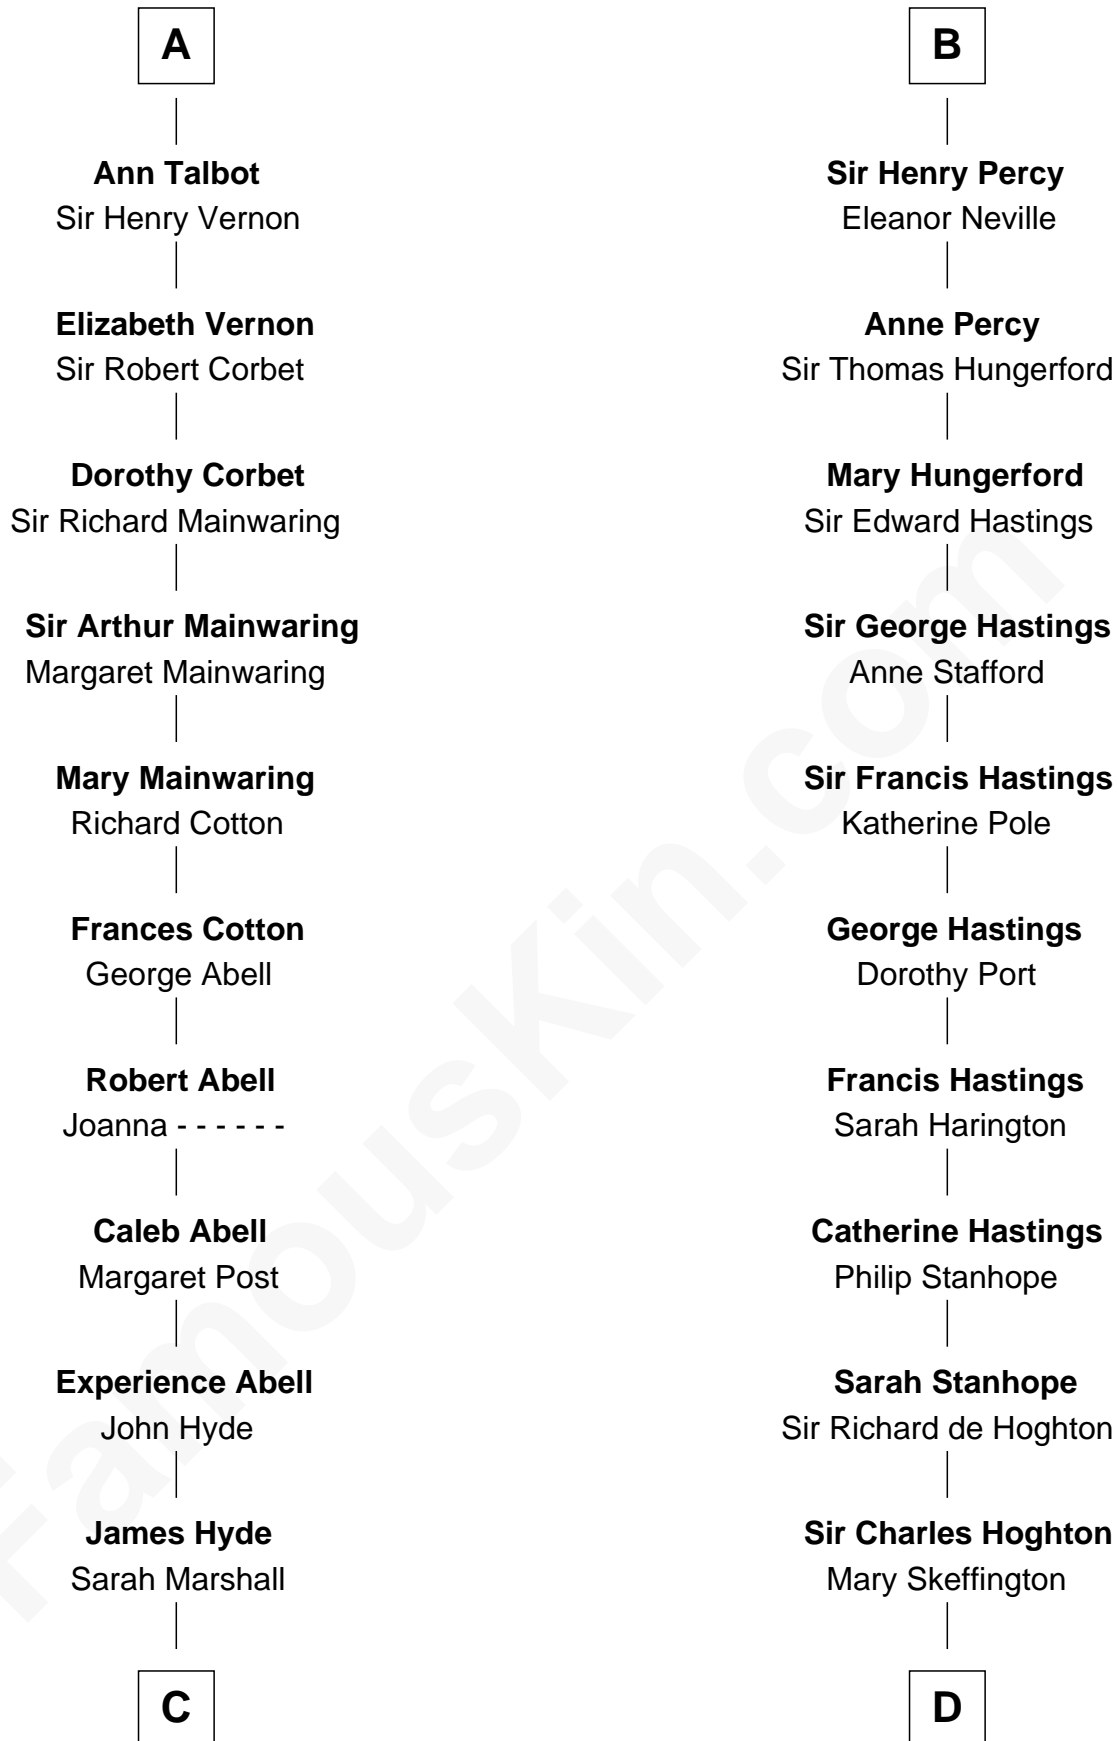 A
Ann Talbot
Sir Henry Vernon
Elizabeth Vernon
Sir Robert Corbet
Dorothy Corbet
Sir Richard Mainwaring
Sir Arthur Mainwaring
Margaret Mainwaring
Mary Mainwaring
Richard Cotton
Frances Cotton
George Abell
Robert Abell
Joanna - - - - - -
Caleb Abell
Margaret Post
Experience Abell
John Hyde
James Hyde
Sarah Marshall
C
B
Sir Henry Percy
Eleanor Neville
Anne Percy
Sir Thomas Hungerford
Mary Hungerford
Sir Edward Hastings
Sir George Hastings
Anne Stafford
Sir Francis Hastings
Katherine Pole
George Hastings
Dorothy Port
Francis Hastings
Sarah Harington
Catherine Hastings
Philip Stanhope
Sarah Stanhope
Sir Richard de Hoghton
Sir Charles Hoghton
Mary Skeffington
D
FamousKin.com